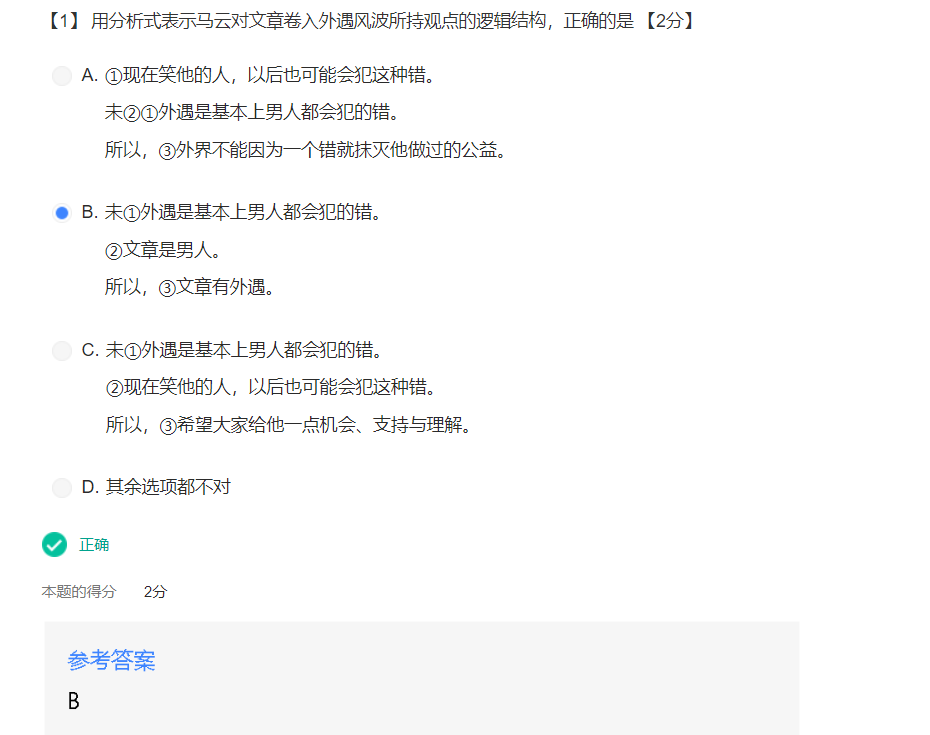 【1】 用分析式表示马云对文章卷入外遇风波所持观点的逻辑结构，正确的是 【2分】
A. ①现在笑他的人，以后也可能会犯这种错。
未②①外遇是基本上男人都会犯的错。
所以，③外界不能因为一个错就抹灭他做过的公益。
B. 未①外遇是基本上男人都会犯的错。
②文章是男人。
所以，③文章有外遇。
C. 未①外遇是基本上男人都会犯的错。
②现在笑他的人，以后也可能会犯这种错。
所以，③希望大家给他一点机会、支持与理解。
D. 其余选项都不对
正确
本题的得分 2分
参考答案
B